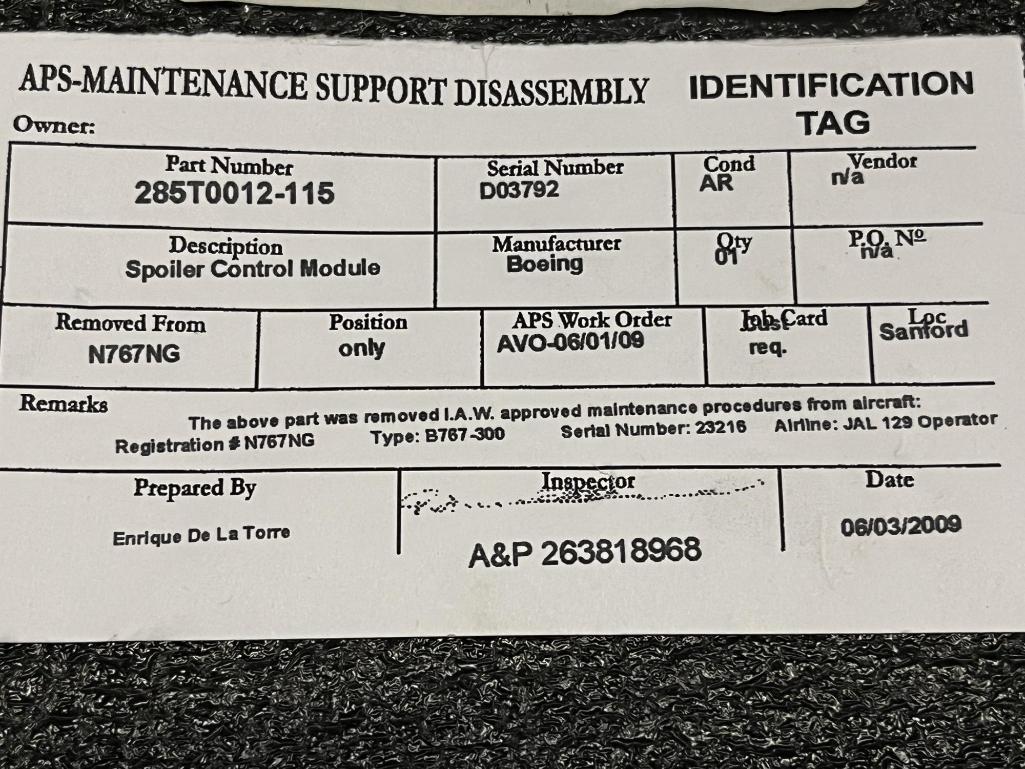 APS-MAINTENANCE SUPPORT DISASSEMBLY
IDENTIFICATION
TAG
Owner:
Part Number
285T0012-115
Serial Number
D03792
Cond
AR
Vendor
n/a
Description
Spoiler Control Module
Manufacturer
Boeing
Qty
01
P.O. Nº
n/a
Removed From
N767NG
Position
only
APS Work Order
AVO-06/01/09
Job Card
req.
Loc
Sanford
Remarks
The above part was removed I.A.W. approved maintenance procedures from aircraft:
Registration # N767NG Type: B767-300 Serial Number: 23216 Airline: JAL 129 Operator
Prepared By
Enrique De La Torre
Inspector
A&P 263818968
Date
06/03/2009